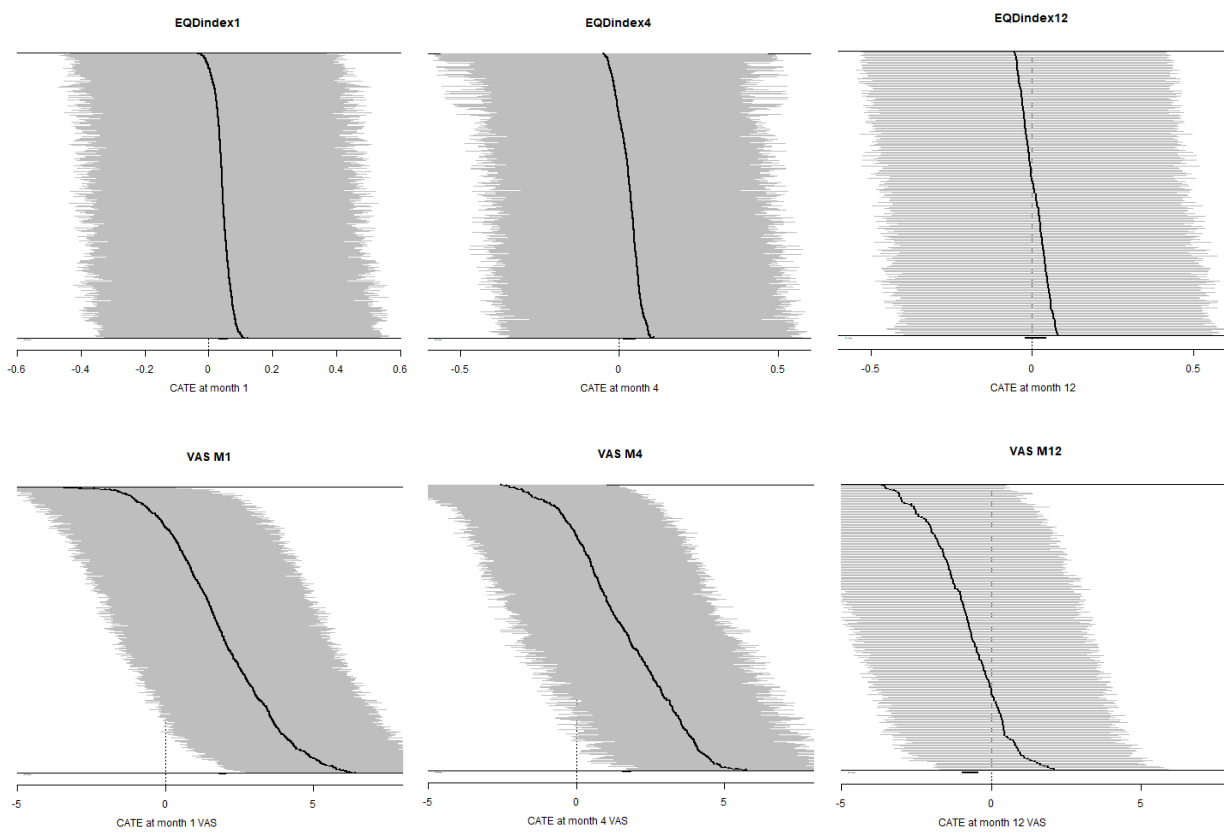 EQDindex1
EQDindex4
EQDindex12
-0.6 -0.4 -0.2 0 0.2 0.4 0.6
CATE at month 1
-0.5 0 0.5
CATE at month 4
-0.5 0 0.5
CATE at month 12
VAS M1
VAS M4
VAS M12
-5 0 5
CATE at month 1 VAS
-5 0 5
CATE at month 4 VAS
-5 0 5
CATE at month 12 VAS